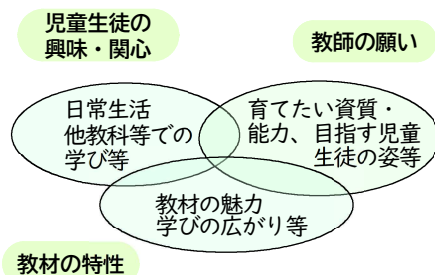 児童生徒の
興味・関心
教師の願い
日常生活
他教科等での
学び等
育てたい資質・
能力、目指す児童
生徒の姿等
教材の魅力
学びの広がり等
教材の特性